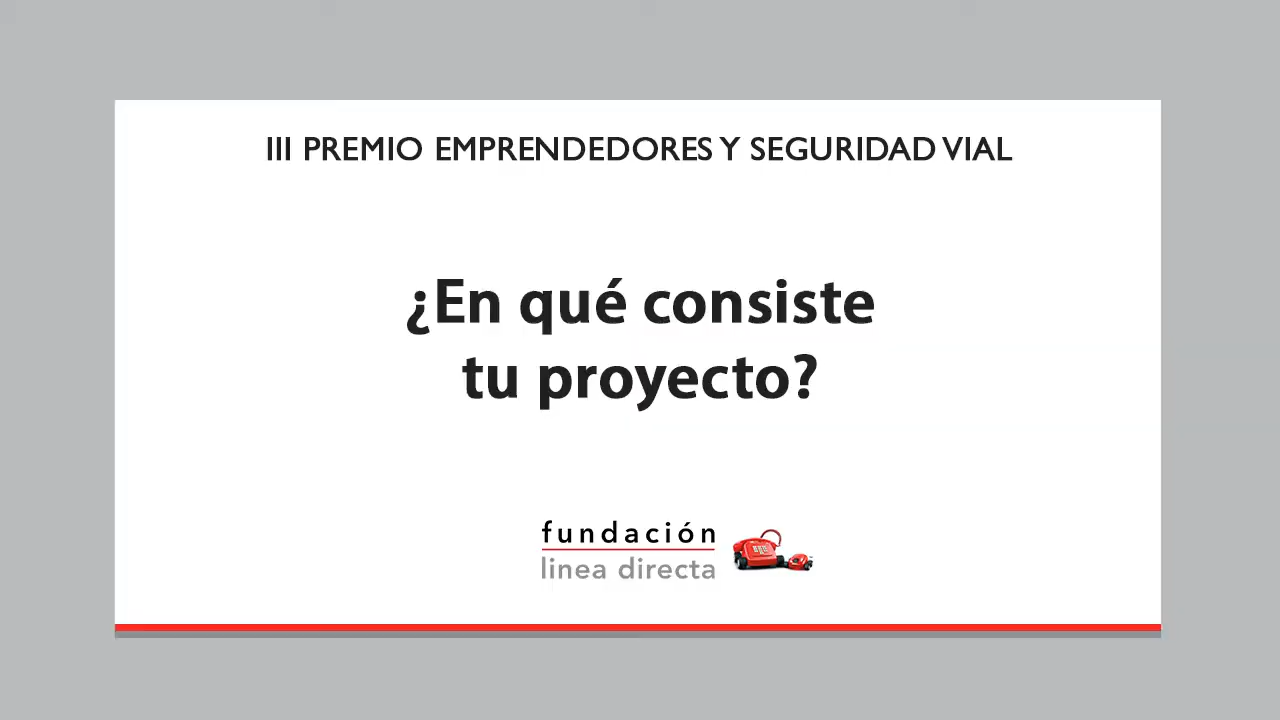 III PREMIO EMPRENDEDORES Y SEGURIDAD VIAL
¿En qué consiste
tu proyecto?
fundación
linea directa